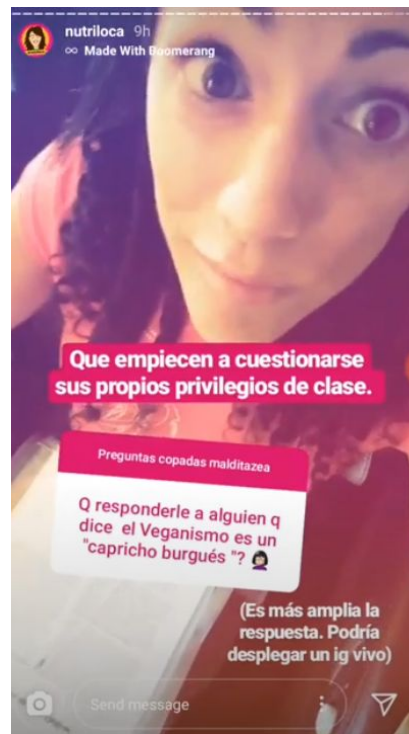 nutriloca 9h
∞ Made With Boomerang
Que empiecen a cuestionarse
sus propios privilegios de clase.
Preguntas copadas malditazea
Q responderle a alguien q
dice el Veganismo es un
"capricho burgués "? 🤦🏻‍♀️
(Es más amplia la
respuesta. Podría
desplegar un ig vivo)
Send message